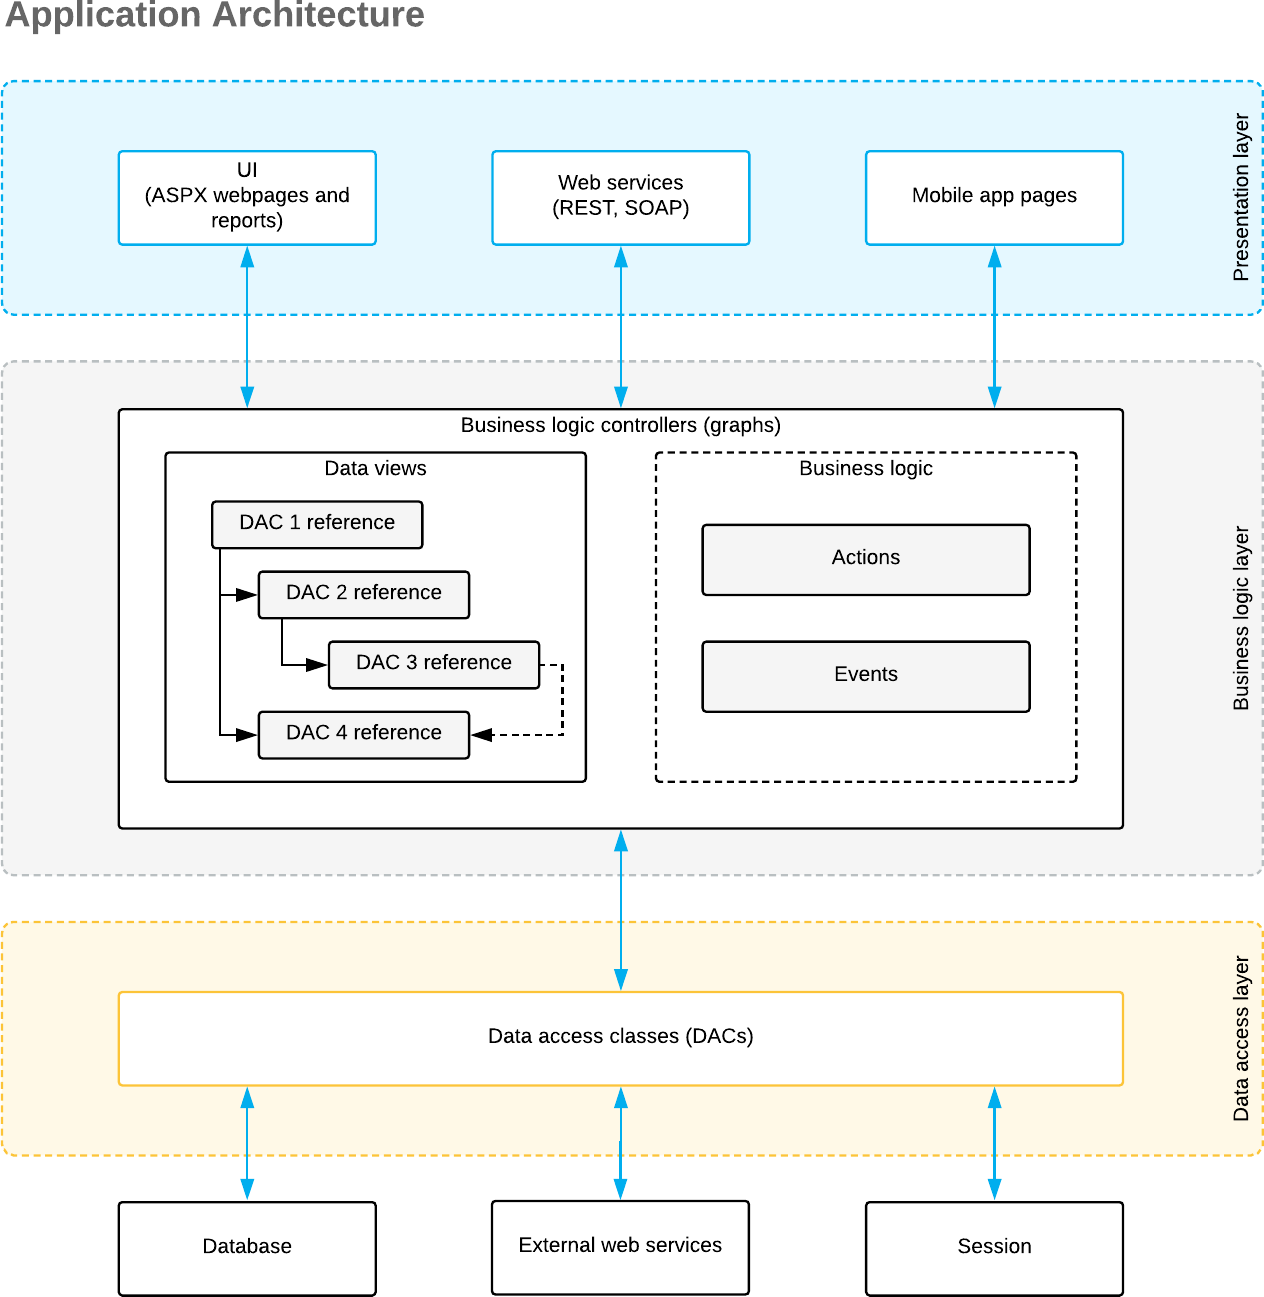 Application Architecture
UI
(ASPX webpages and
reports)
Web services
(REST, SOAP)
Mobile app pages
Presentation layer
Business logic controllers (graphs)
Data views
DAC 1 reference
DAC 2 reference
DAC 3 reference
DAC 4 reference
Business logic
Actions
Events
Business logic layer
Data access classes (DACs)
Data access layer
Database
External web services
Session